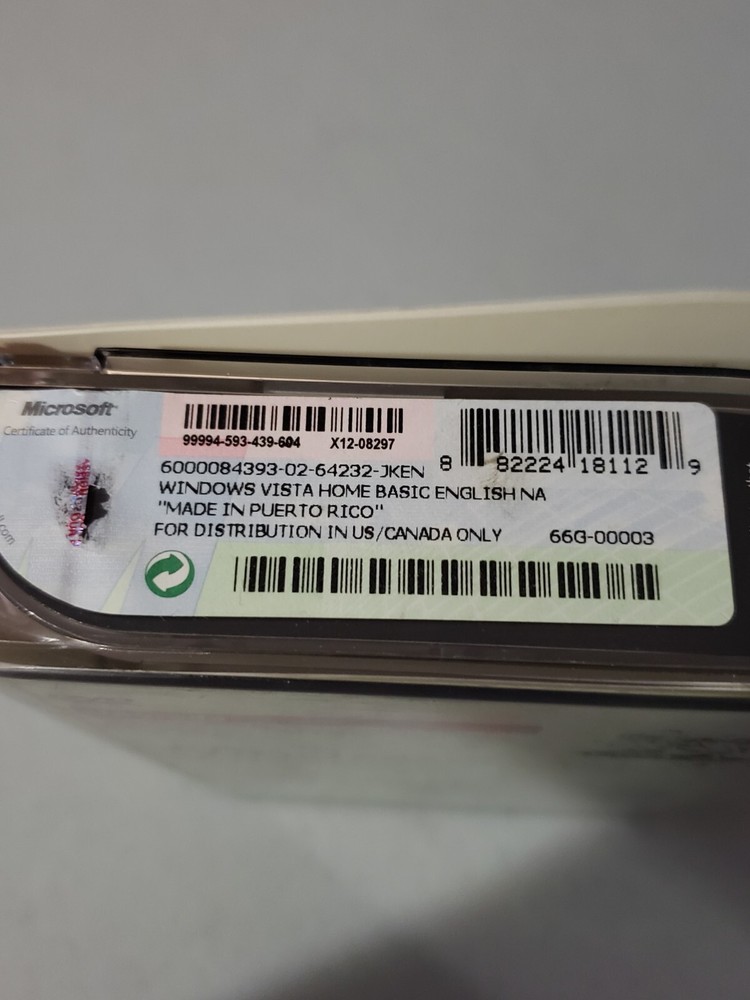 Microsoft
Certificate of Authenticity
99994-593-439-604 X12-08297
8 82224 18112 9
6000084393-02-64232-JKEN
WINDOWS VISTA HOME BASIC ENGLISH NA
"MADE IN PUERTO RICO"
FOR DISTRIBUTION IN US/CANADA ONLY 66G-00003